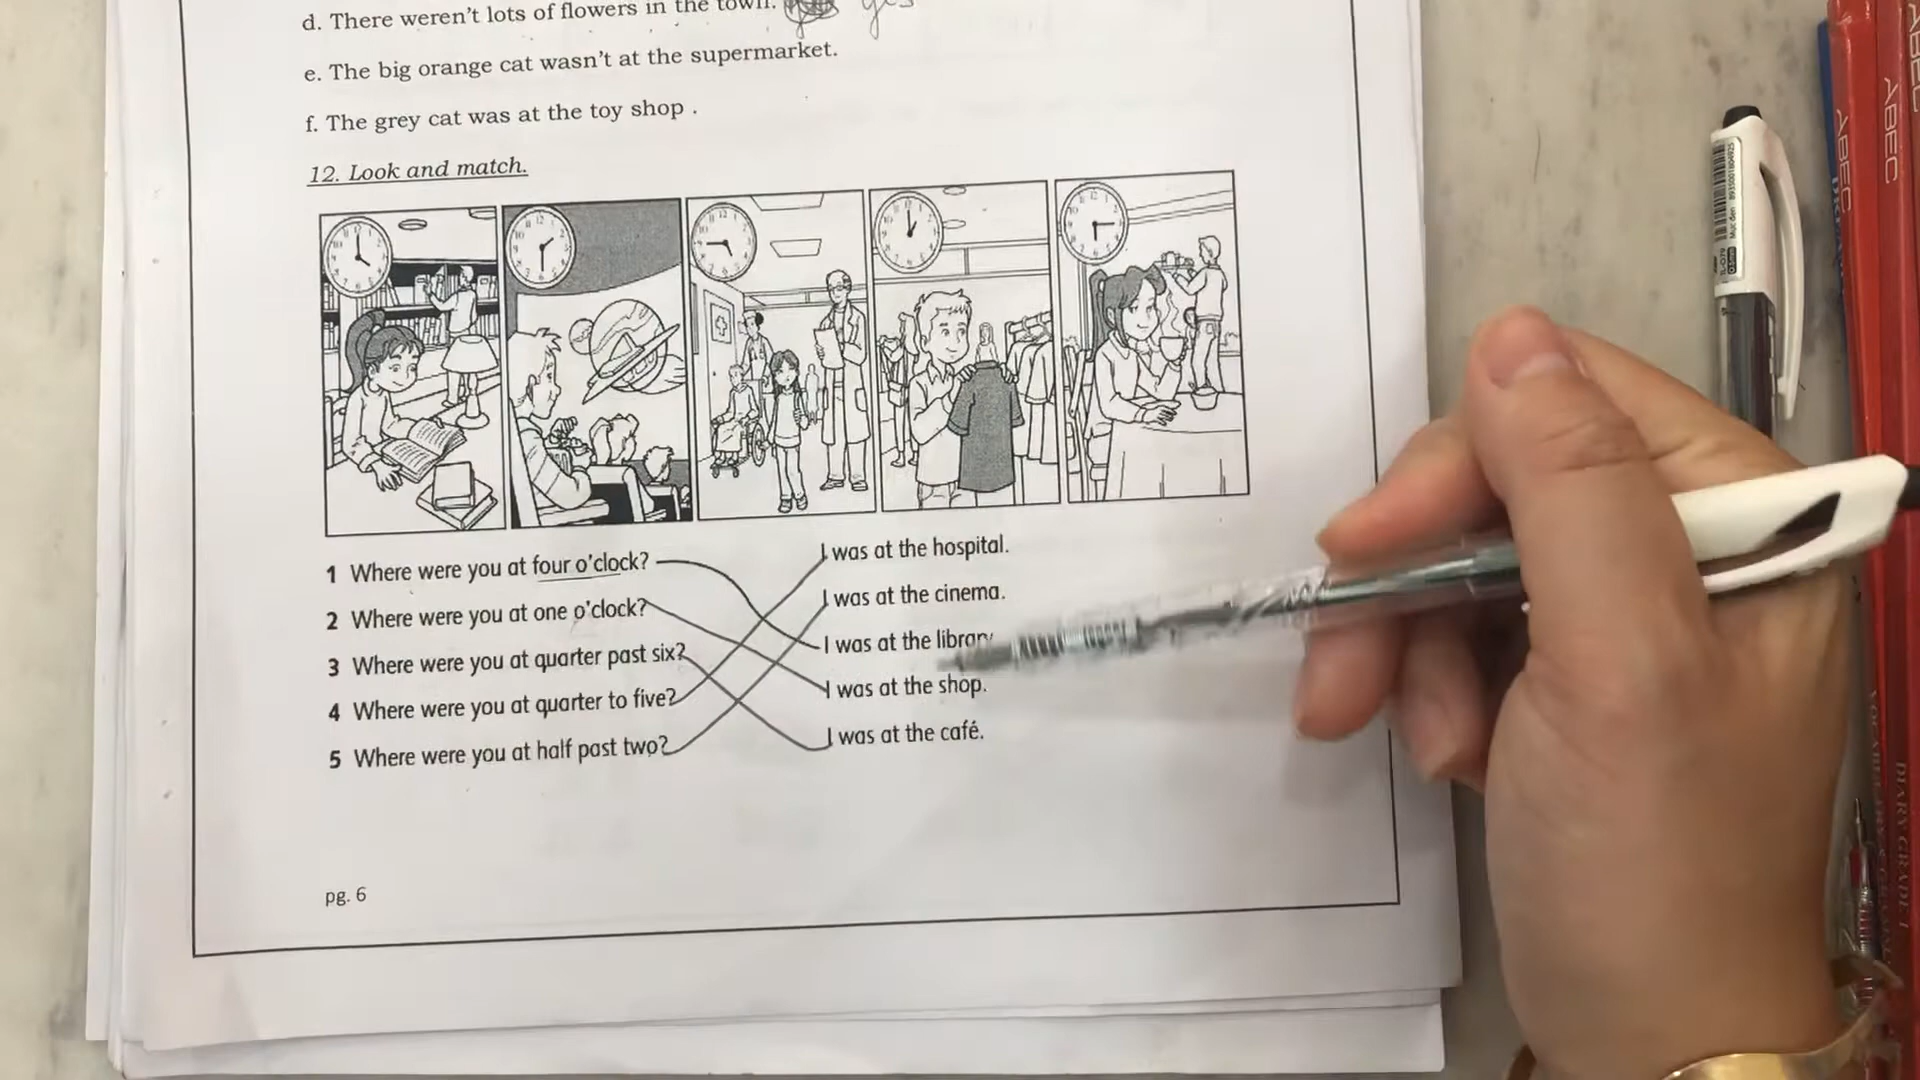 d. There weren't lots of flowers in the town. yes
e. The big orange cat wasn't at the supermarket.
f. The grey cat was at the toy shop .
12. Look and match.
1 Where were you at four o'clock?
I was at the hospital.
2 Where were you at one o'clock?
I was at the cinema.
3 Where were you at quarter past six?
I was at the library
4 Where were you at quarter to five?
I was at the shop.
5 Where were you at half past two?
I was at the café.
pg. 6
ABEC
ABEC
ABEC